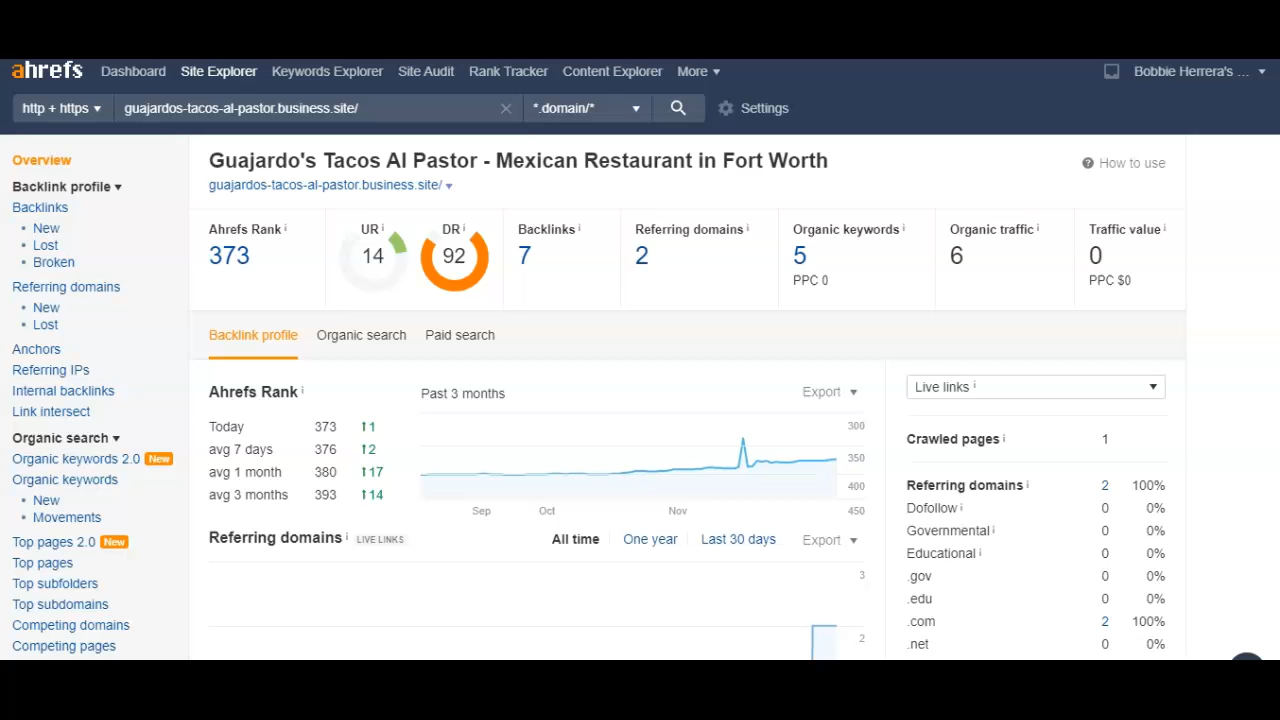 ahrefs Dashboard Site Explorer Keywords Explorer Site Audit Rank Tracker Content Explorer More Bobbie Herrera's ...
http + https guajardos-tacos-al-pastor.business.site/ *.domain/* Settings
Overview
Backlink profile
Backlinks
New
Lost
Broken
Referring domains
New
Lost
Anchors
Referring IPs
Internal backlinks
Link intersect
Organic search
Organic keywords 2.0 New
Organic keywords
New
Movements
Top pages 2.0 New
Top pages
Top subfolders
Top subdomains
Competing domains
Competing pages
Guajardo's Tacos Al Pastor - Mexican Restaurant in Fort Worth
How to use
guajardos-tacos-al-pastor.business.site/
Ahrefs Rank i UR i DR i Backlinks i Referring domains i Organic keywords i Organic traffic i Traffic value i
373 14 92 7 2 5 6 0
PPC 0 PPC $0
Backlink profile Organic search Paid search
Ahrefs Rank i Past 3 months Export
Today 373 ↑1
avg 7 days 376 ↑2
avg 1 month 380 ↑17
avg 3 months 393 ↑14
300
350
400
450
Sep Oct Nov
Referring domains i LIVE LINKS All time One year Last 30 days Export
3
2
Live links i
Crawled pages i 1
Referring domains i 2 100%
Dofollow i 0 0%
Governmental i 0 0%
Educational i 0 0%
.gov 0 0%
.edu 0 0%
.com 2 100%
.net 0 0%